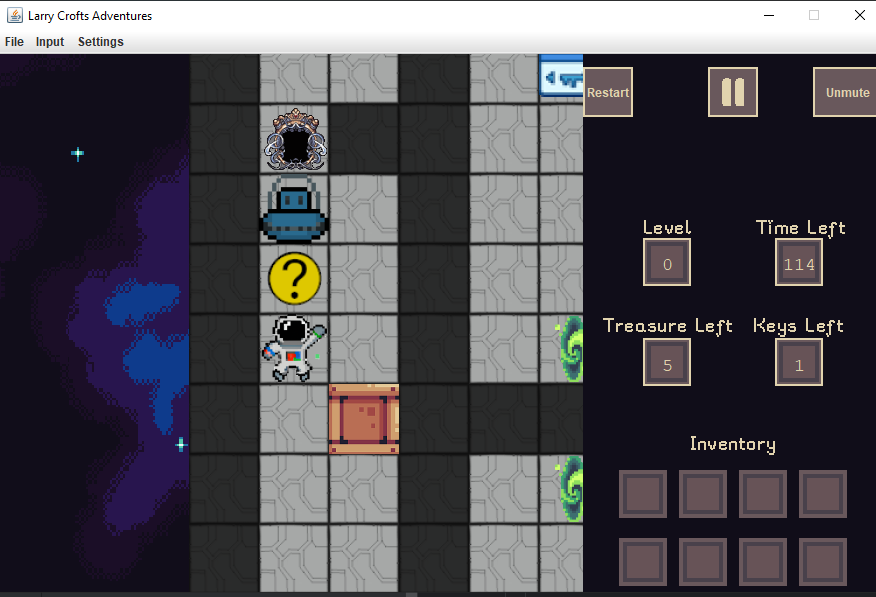 Larry Crofts Adventures
File Input Settings
Restart
Unmute
Level
Time Left
0
114
Treasure Left
Keys Left
5
1
?
Inventory